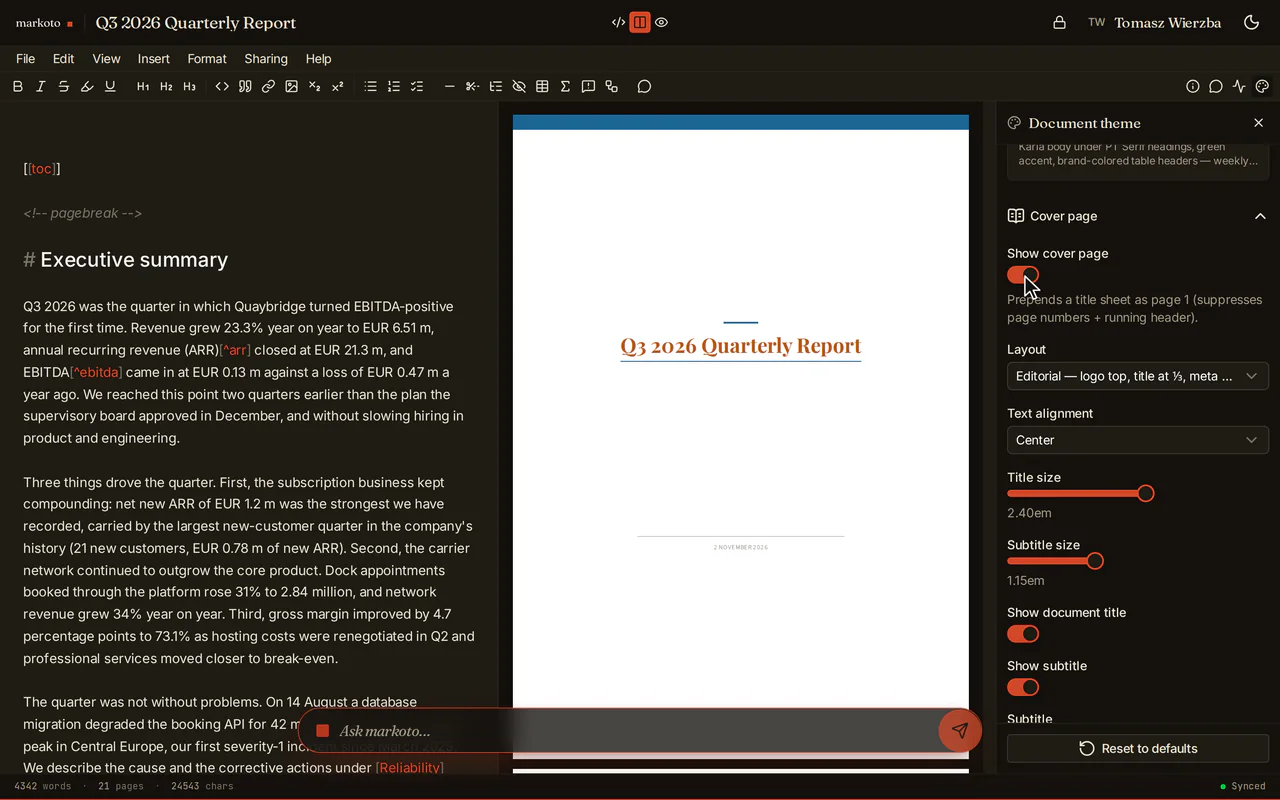 markoto
Q3 2026 Quarterly Report
</>
TW Tomasz Wierzba
File Edit View Insert Format Sharing Help
B I S U H1 H2 H3 <> X2 X² Σ
[[toc]]
<!-- pagebreak -->
# Executive summary
Q3 2026 was the quarter in which Quaybridge turned EBITDA-positive
for the first time. Revenue grew 23.3% year on year to EUR 6.51 m,
annual recurring revenue (ARR)[^arr] closed at EUR 21.3 m, and
EBITDA[^ebitda] came in at EUR 0.13 m against a loss of EUR 0.47 m a
year ago. We reached this point two quarters earlier than the plan the
supervisory board approved in December, and without slowing hiring in
product and engineering.
Three things drove the quarter. First, the subscription business kept
compounding: net new ARR of EUR 1.2 m was the strongest we have
recorded, carried by the largest new-customer quarter in the company's
history (21 new customers, EUR 0.78 m of new ARR). Second, the carrier
network continued to outgrow the core product. Dock appointments
booked through the platform rose 31% to 2.84 million, and network
revenue grew 34% year on year. Third, gross margin improved by 4.7
percentage points to 73.1% as hosting costs were renegotiated in Q2 and
professional services moved closer to break-even.
The quarter was not without problems. On 14 August a database
migration degraded the booking API for 42 m
peak in Central Europe, our first severity-1 incident since March 2025.
We describe the cause and the corrective actions under [Reliability]
Q3 2026 Quarterly Report
2 NOVEMBER 2026
Ask markoto...
Document theme
Karla body under PT Serif headings, green
accent, brand-colored table headers — weekly...
Cover page
Show cover page
Prepends a title sheet as page 1 (suppresses
page numbers + running header).
Layout
Editorial — logo top, title at ⅓, meta ...
Text alignment
Center
Title size
2.40em
Subtitle size
1.15em
Show document title
Show subtitle
Subtitle
Reset to defaults
4342 words · 21 pages · 24543 chars
Synced